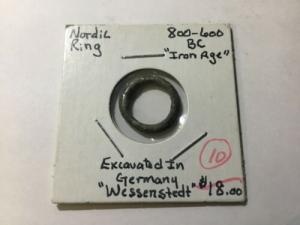 Nordic 800-600
Ring BC
"Iron Age"
Excavated In
Germany
"Wessenstedt" $18.00
10